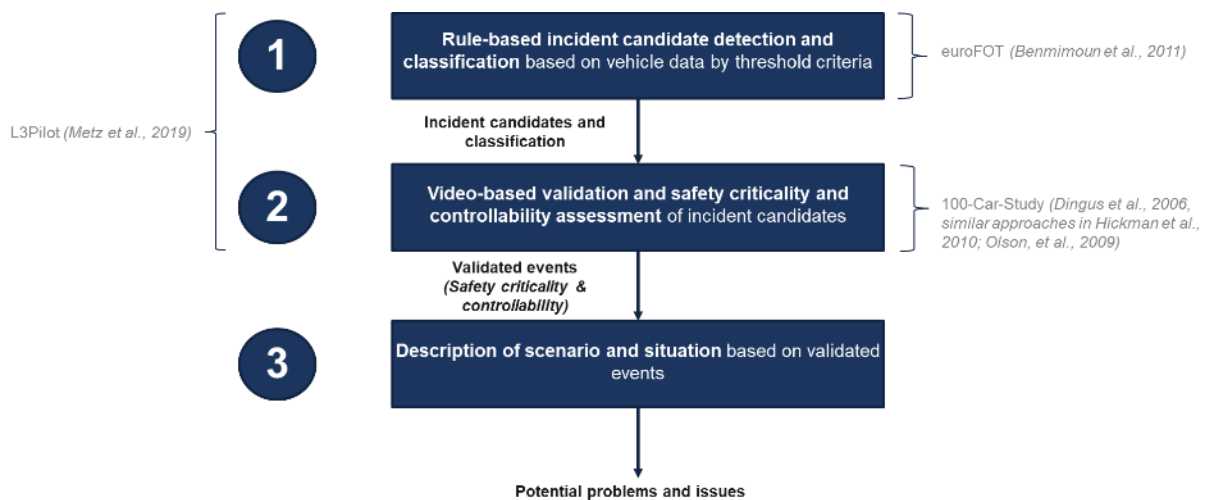 1
Rule-based incident candidate detection and
classification based on vehicle data by threshold criteria
euroFOT (Benmimoun et al., 2011)
L3Pilot (Metz et al., 2019)
Incident candidates and
classification
2
Video-based validation and safety criticality and
controllability assessment of incident candidates
100-Car-Study (Dingus et al., 2006,
similar approaches in Hickman et al.,
2010; Olson, et al., 2009)
Validated events
(Safety criticality &
controllability)
3
Description of scenario and situation based on validated
events
Potential problems and issues